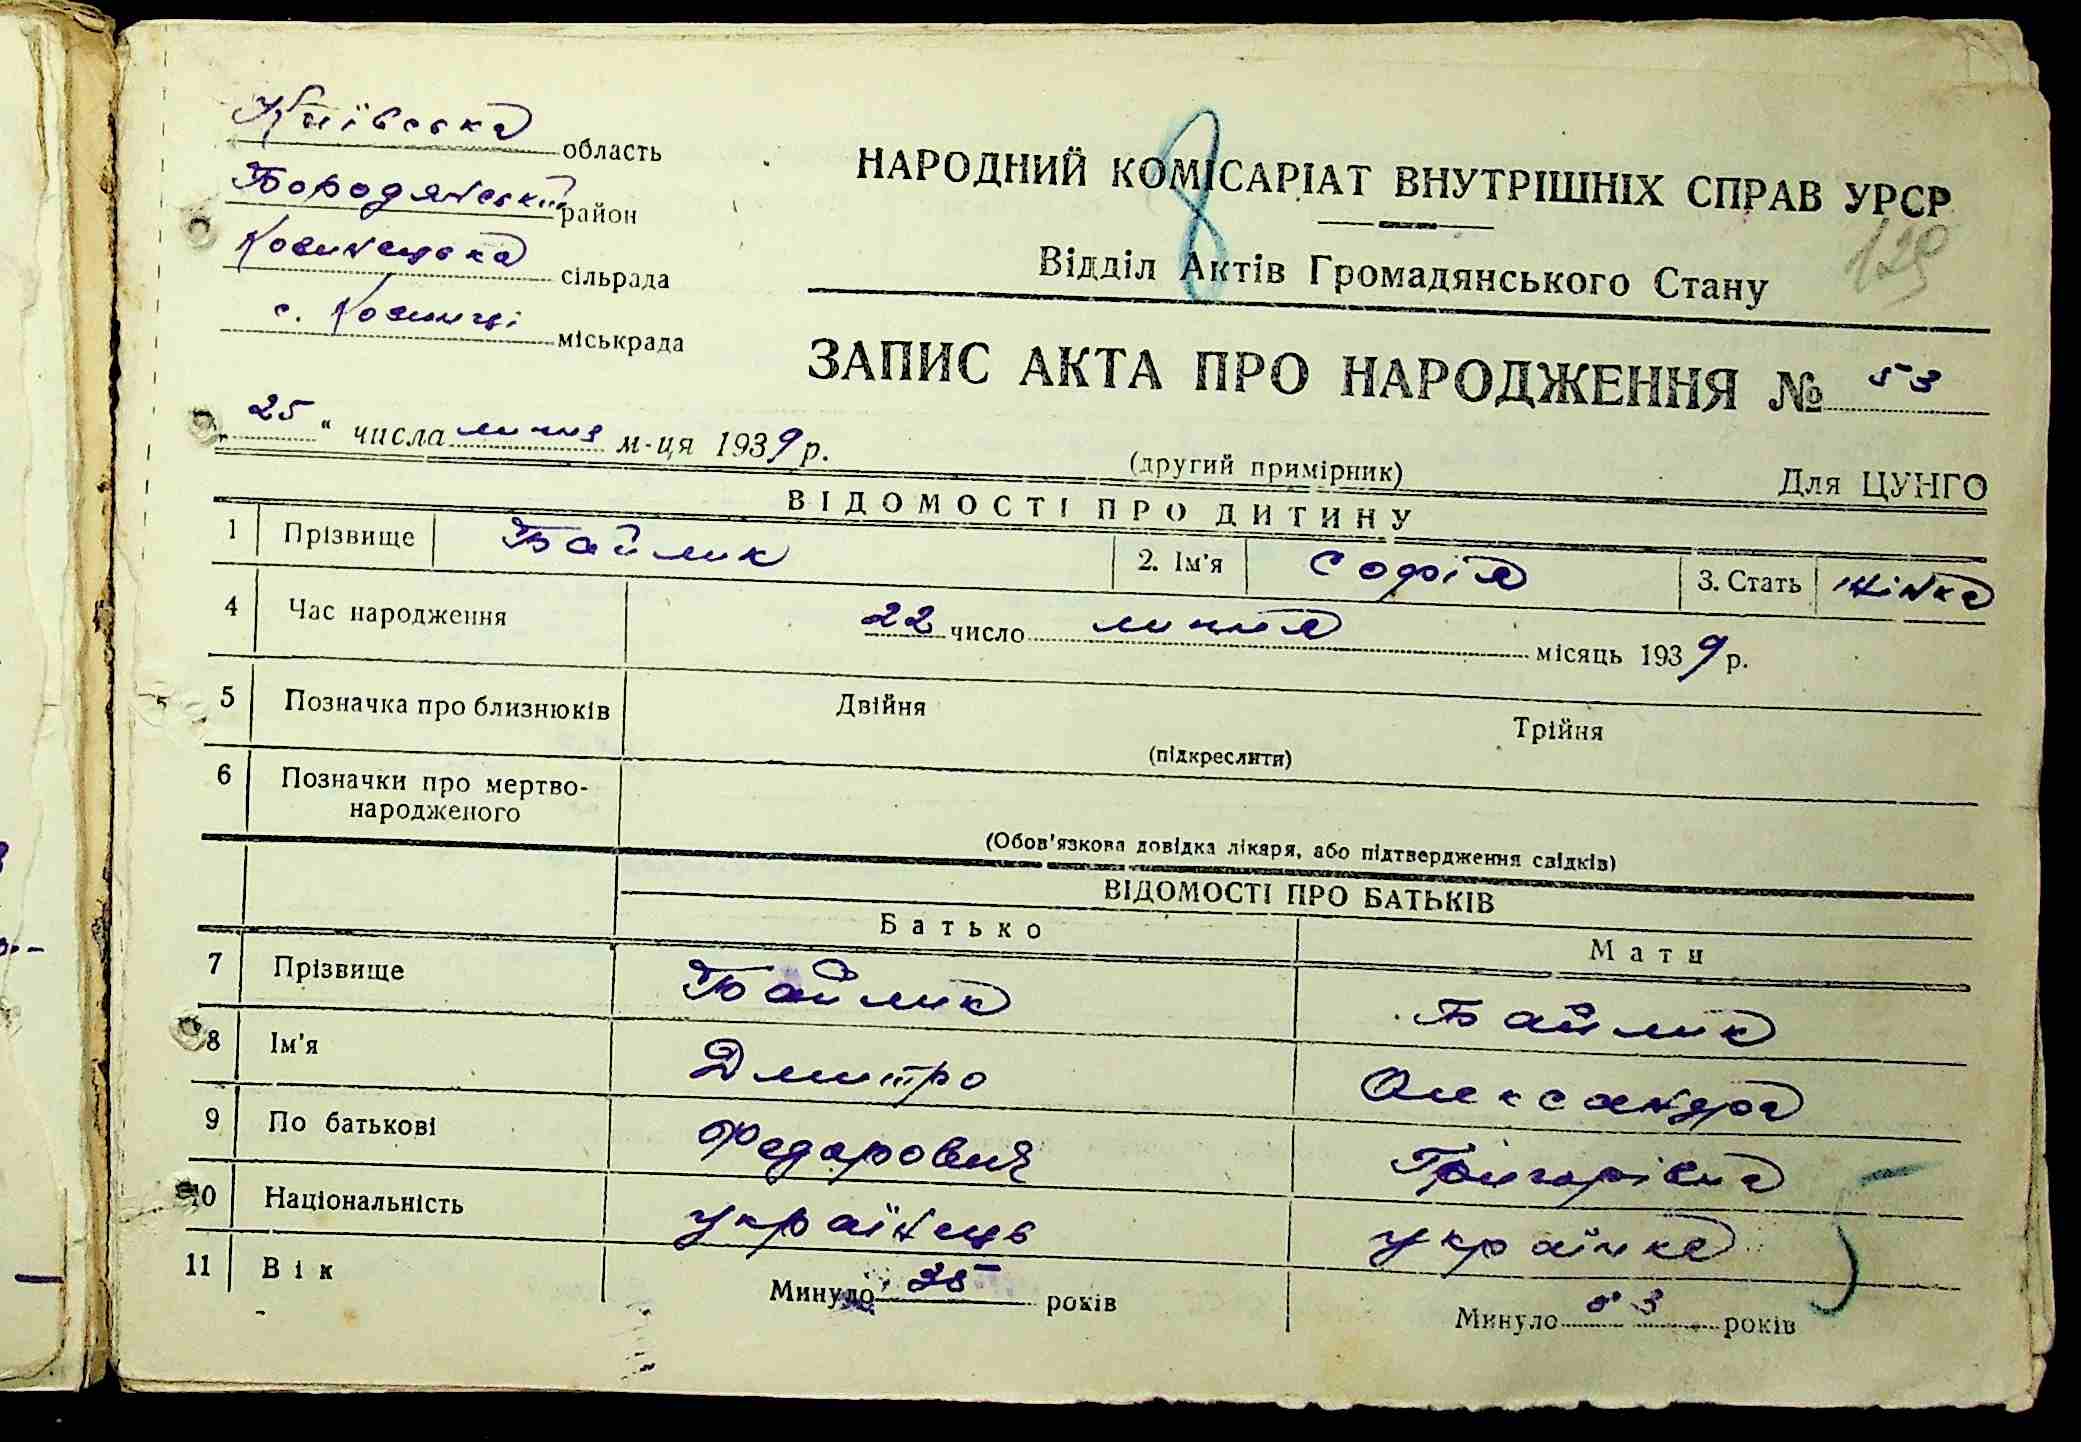 Київська область
Бородянський район
сільрада
с. міськрада
НАРОДНИЙ КОМІСАРІАТ ВНУТРІШНІХ СПРАВ УРСР
8
Відділ Актів Громадянського Стану
ЗАПИС АКТА ПРО НАРОДЖЕННЯ № 53
25 " числа липня м-ця 1939 р.
(другий примірник)
Для ЦУНГО
ВІДОМОСТІ ПРО ДИТИНУ
1 Прізвище Байлик 2. Ім'я Софія 3. Стать жінка
4 Час народження 22 число липня місяць 1939 р.
5 Позначка про близнюків Двійня Трійня
(підкреслити)
6 Позначки про мертво-
народженого
(Обов'язкова довідка лікаря, або підтвердження свідків)
ВІДОМОСТІ ПРО БАТЬКІВ
Батько Мати
7 Прізвище Байлик Байлик
8 Ім'я Дмитро Олександра
9 По батькові Федорович Григорівна
10 Національність українець українка
11 Вік Минуло років Минуло років